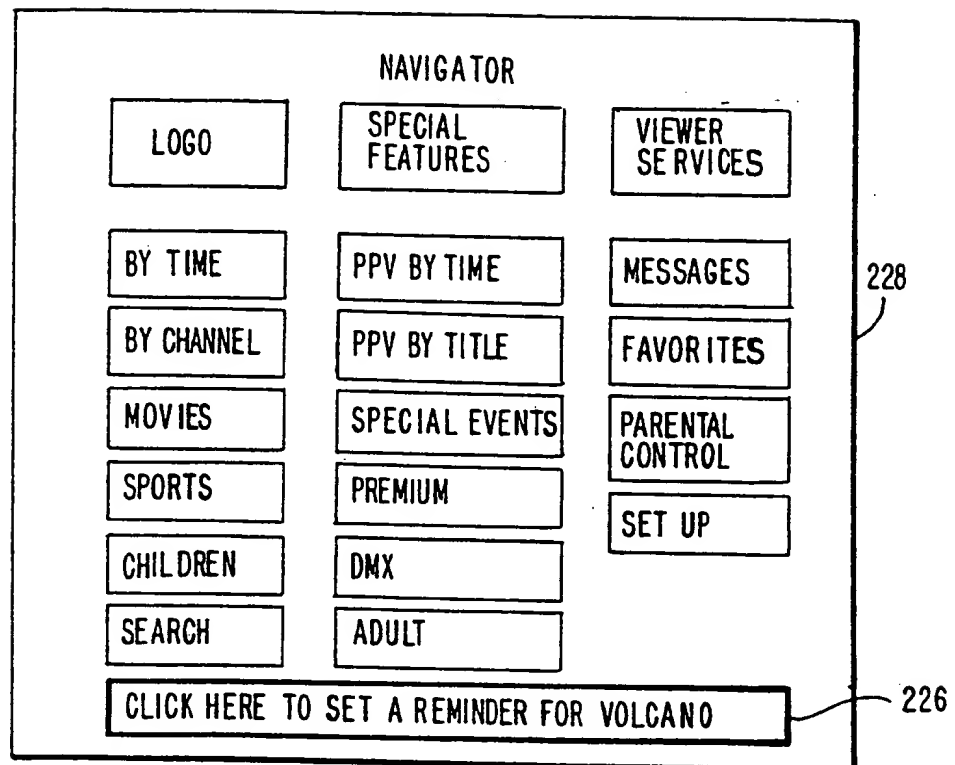 NAVIGATOR
LOGO
SPECIAL
FEATURES
VIEWER
SERVICES
BY TIME
BY CHANNEL
MOVIES
SPORTS
CHILDREN
SEARCH
PPV BY TIME
PPV BY TITLE
SPECIAL EVENTS
PREMIUM
DMX
ADULT
MESSAGES
FAVORITES
PARENTAL
CONTROL
SET UP
CLICK HERE TO SET A REMINDER FOR VOLCANO
228
226